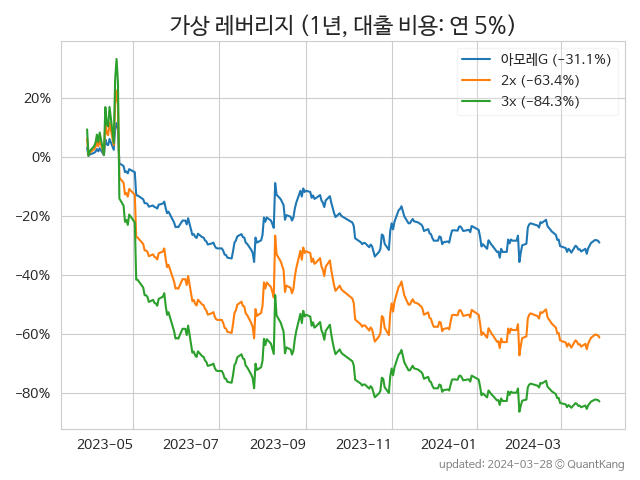 가상 레버리지 (1년, 대출 비용: 연 5%)
아모레G (−31.1%)
2x (−63.4%)
3x (−84.3%)
20%
0%
−20%
−40%
−60%
−80%
2023-05 2023-07 2023-09 2023-11 2024-01 2024-03
updated: 2024-03-28 © QuantKang